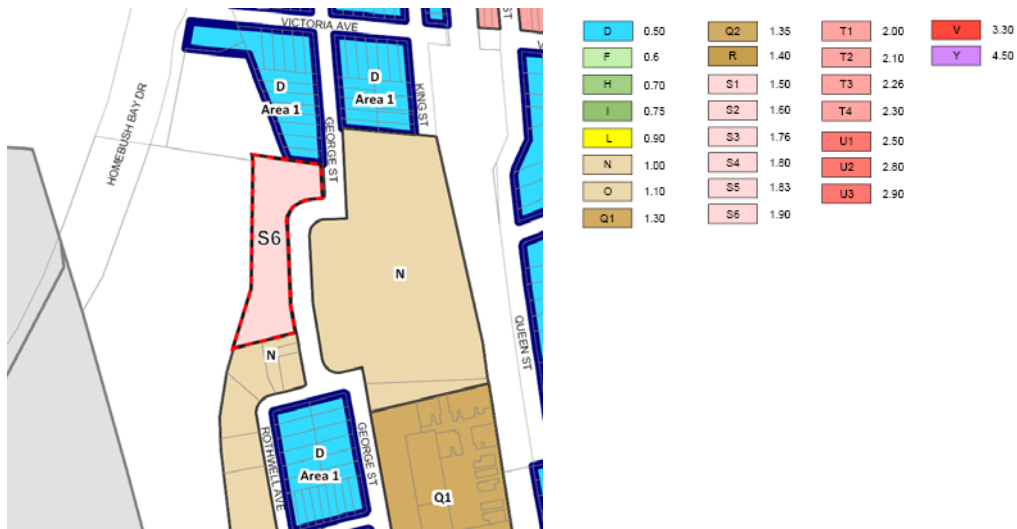 VICTORIA AVE
ST
D
Area 1
D
Area 1
KING ST
HOMEBUSH BAY DR
GEORGE ST
S6
N
N
QUEEN ST
D
Area 1
ROTHWELL AVE
GEORGE ST
Q1
D 0.50
F 0.6
H 0.70
I 0.75
L 0.90
N 1.00
O 1.10
Q1 1.30
Q2 1.35
R 1.40
S1 1.50
S2 1.60
S3 1.76
S4 1.80
S5 1.83
S6 1.90
T1 2.00
T2 2.10
T3 2.26
T4 2.30
U1 2.50
U2 2.80
U3 2.90
V 3.30
Y 4.50